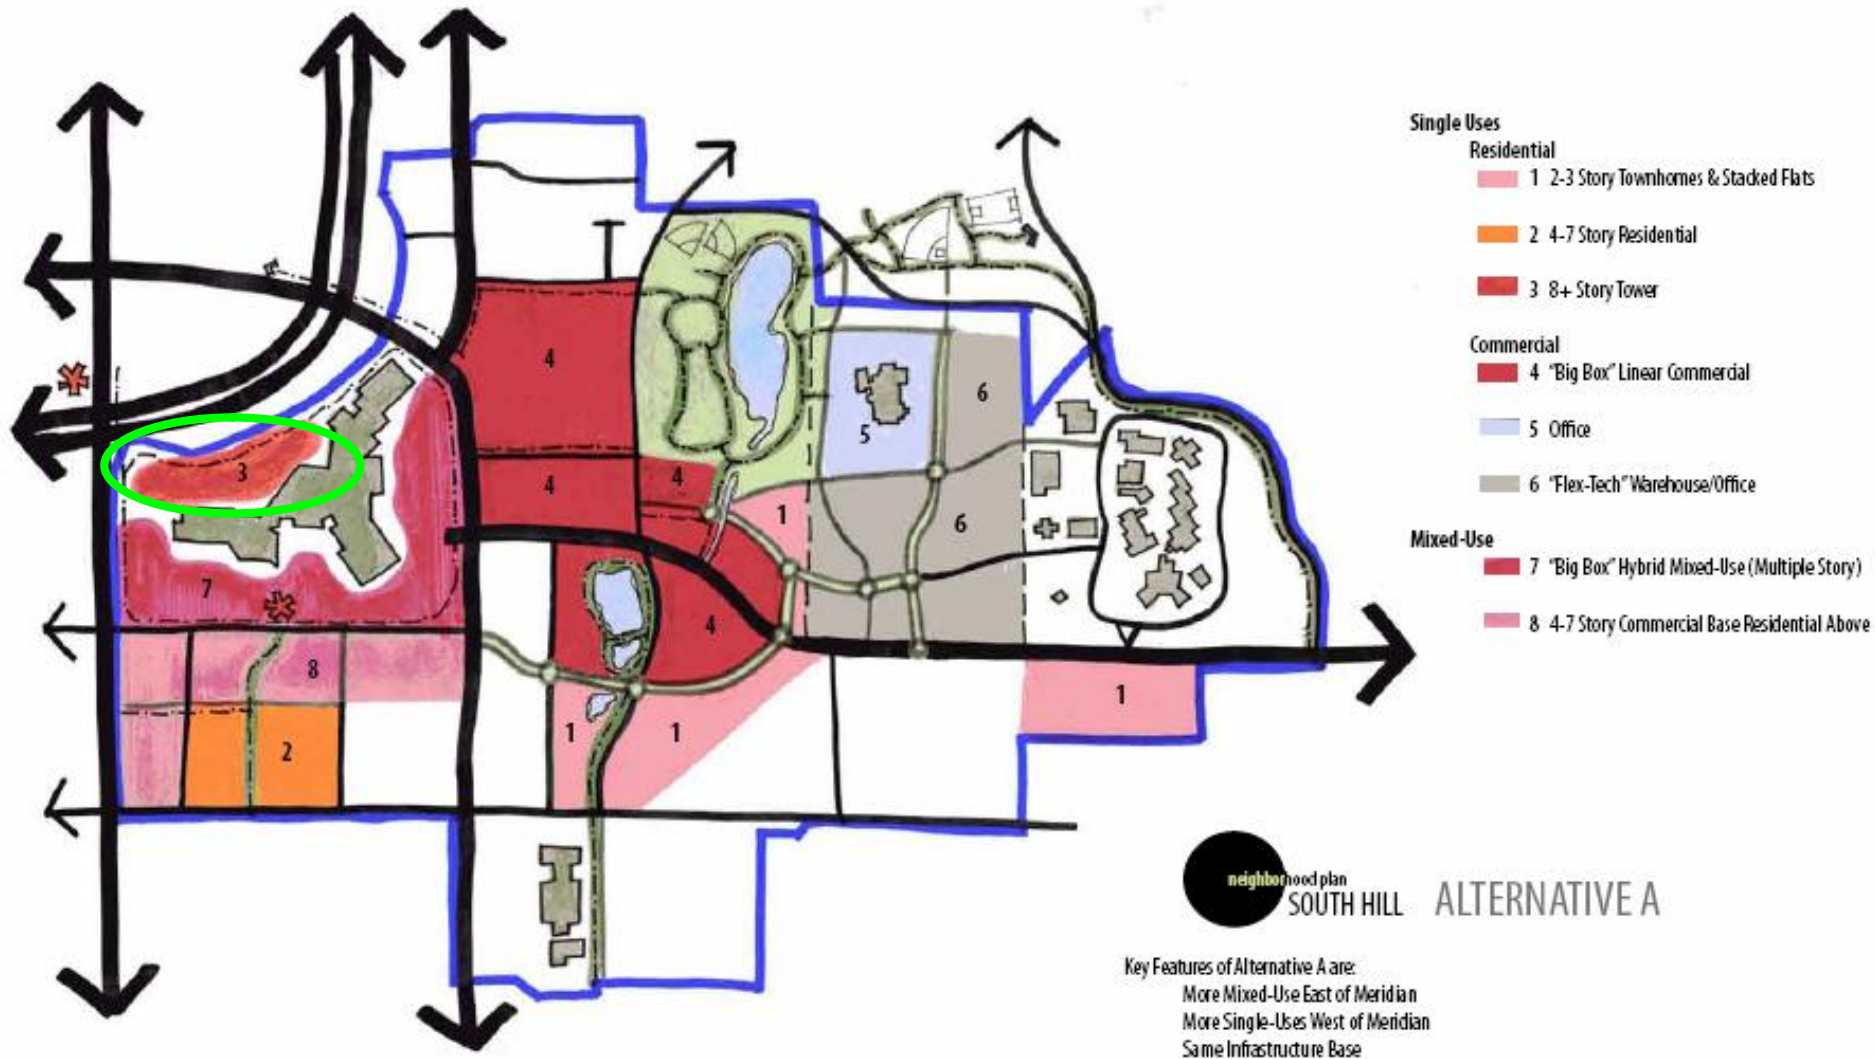 Single Uses
Residential
1 2-3 Story Townhomes & Stacked Flats
2 4-7 Story Residential
3 8+ Story Tower
Commercial
4 "Big Box" Linear Commercial
5 Office
6 "Flex-Tech" Warehouse/Office
Mixed-Use
7 "Big Box" Hybrid Mixed-Use (Multiple Story)
8 4-7 Story Commercial Base Residential Above
4
6
5
3
4
4
1
6
7
4
8
1
2
1
1
neighborhood plan
SOUTH HILL ALTERNATIVE A
Key Features of Alternative A are:
More Mixed-Use East of Meridian
More Single-Uses West of Meridian
Same Infrastructure Base